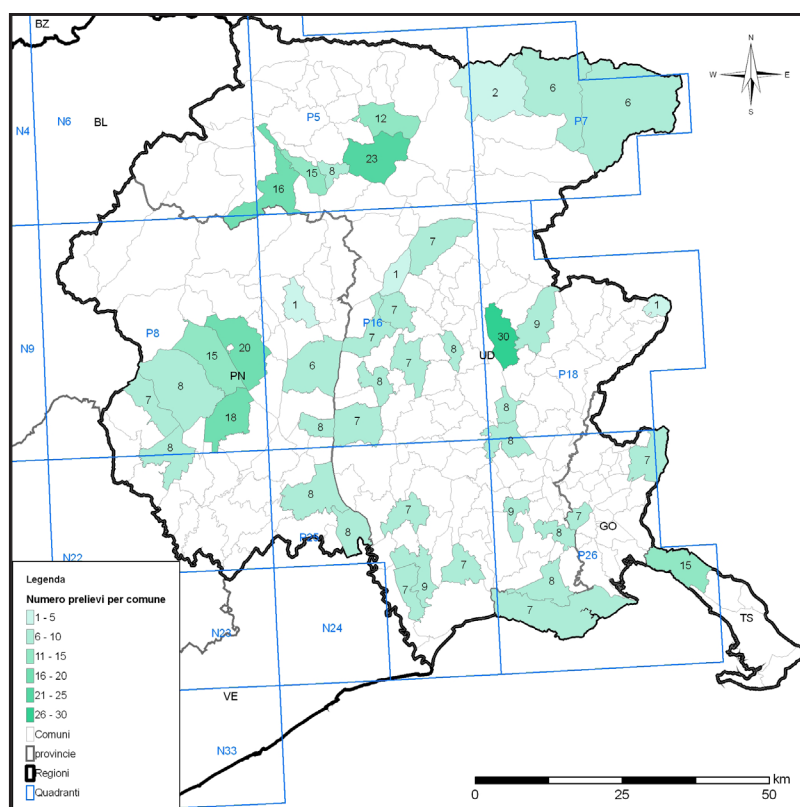 BZ
N
W E
S
N4
N6
BL
P5
P7
2
6
6
12
23
15
8
16
7
1
1
7
7
1
9
30
N9
P8
P16
UD
P18
15
20
PN
8
7
18
8
6
8
7
8
8
7
8
8
7
GO
8
P25
8
7
9
7
8
P26
15
7
9
7
8
7
TS
N22
N23
N24
VE
N33
Legenda
Numero prelievi per comune
1 - 5
6 - 10
11 - 15
16 - 20
21 - 25
26 - 30
Comuni
provincie
Regioni
Quadranti
km
0 25 50